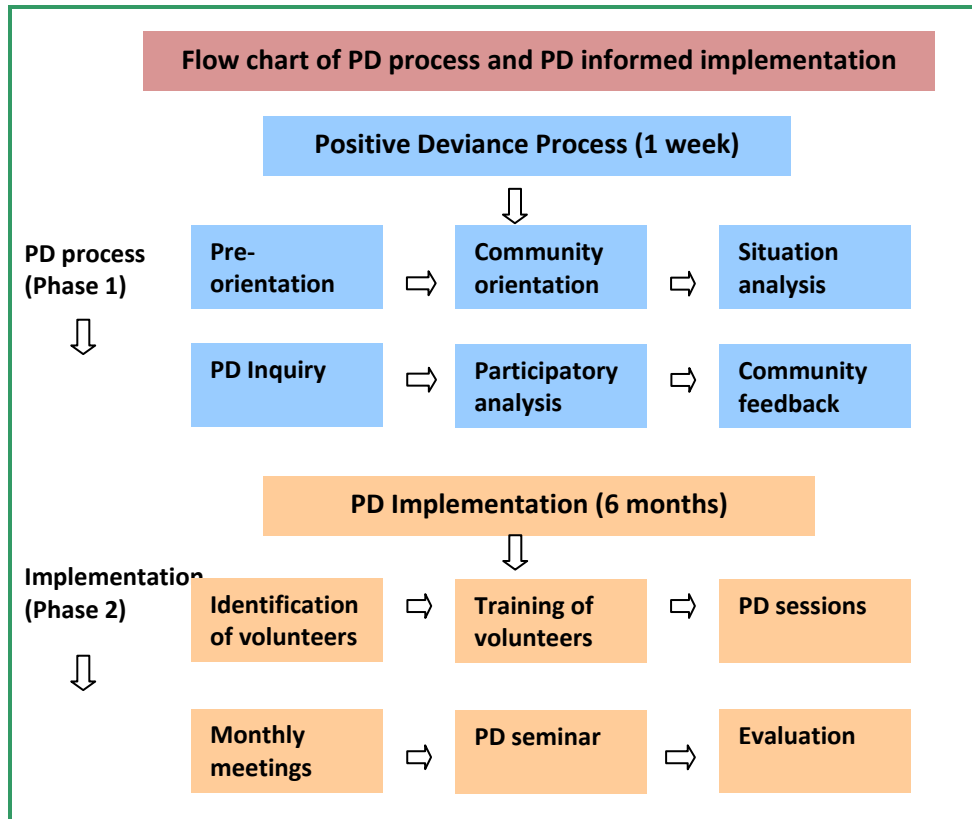 Flow chart of PD process and PD informed implementation
Positive Deviance Process (1 week)
PD process
(Phase 1)
Pre-
orientation
Community
orientation
Situation
analysis
PD Inquiry
Participatory
analysis
Community
feedback
PD Implementation (6 months)
Implementation
(Phase 2)
Identification
of volunteers
Training of
volunteers
PD sessions
Monthly
meetings
PD seminar
Evaluation